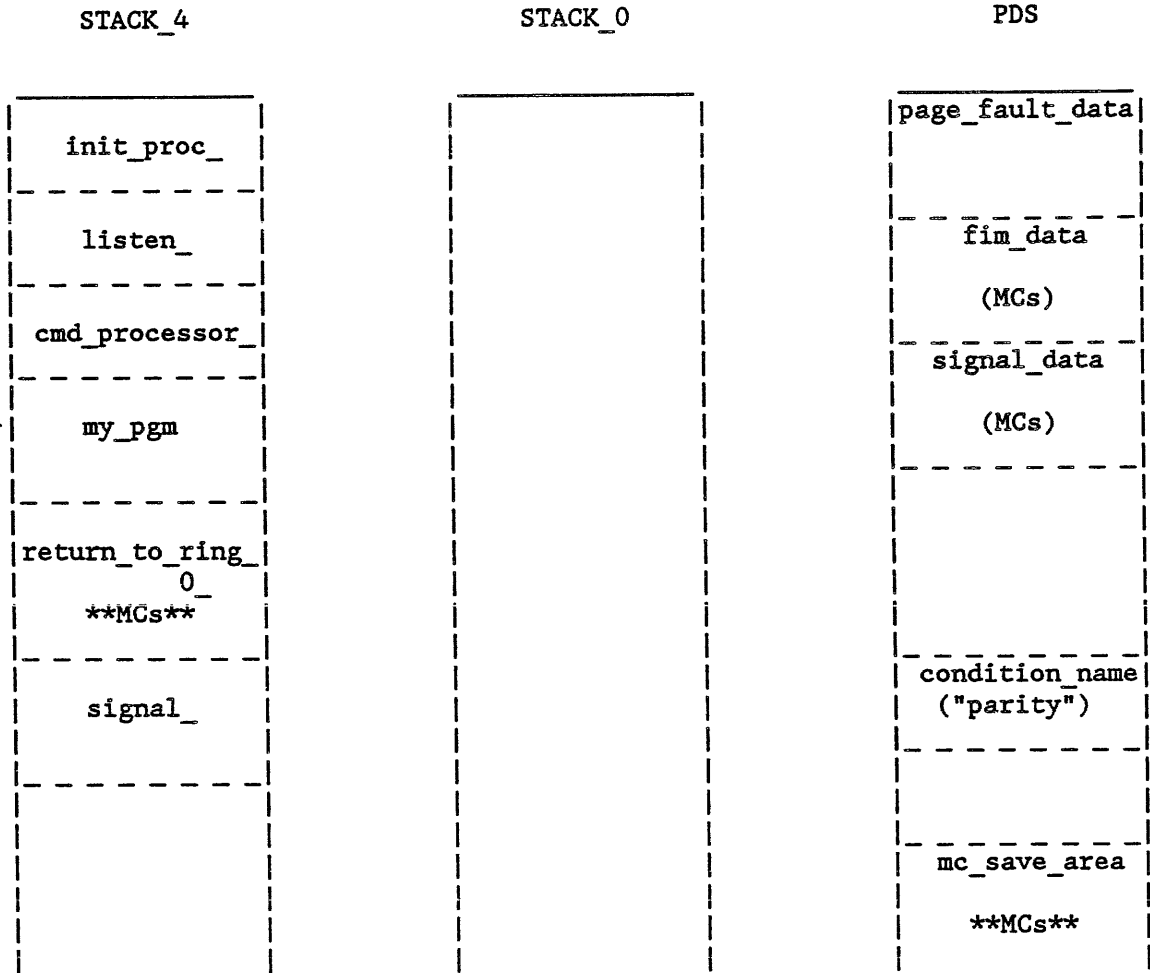 STACK_4 STACK_0 PDS
init_proc_
listen_
cmd_processor_
my_pgm
return_to_ring_
0_
**MCs**
signal_
page_fault_data
fim_data
(MCs)
signal_data
(MCs)
condition_name
("parity")
mc_save_area
**MCs**